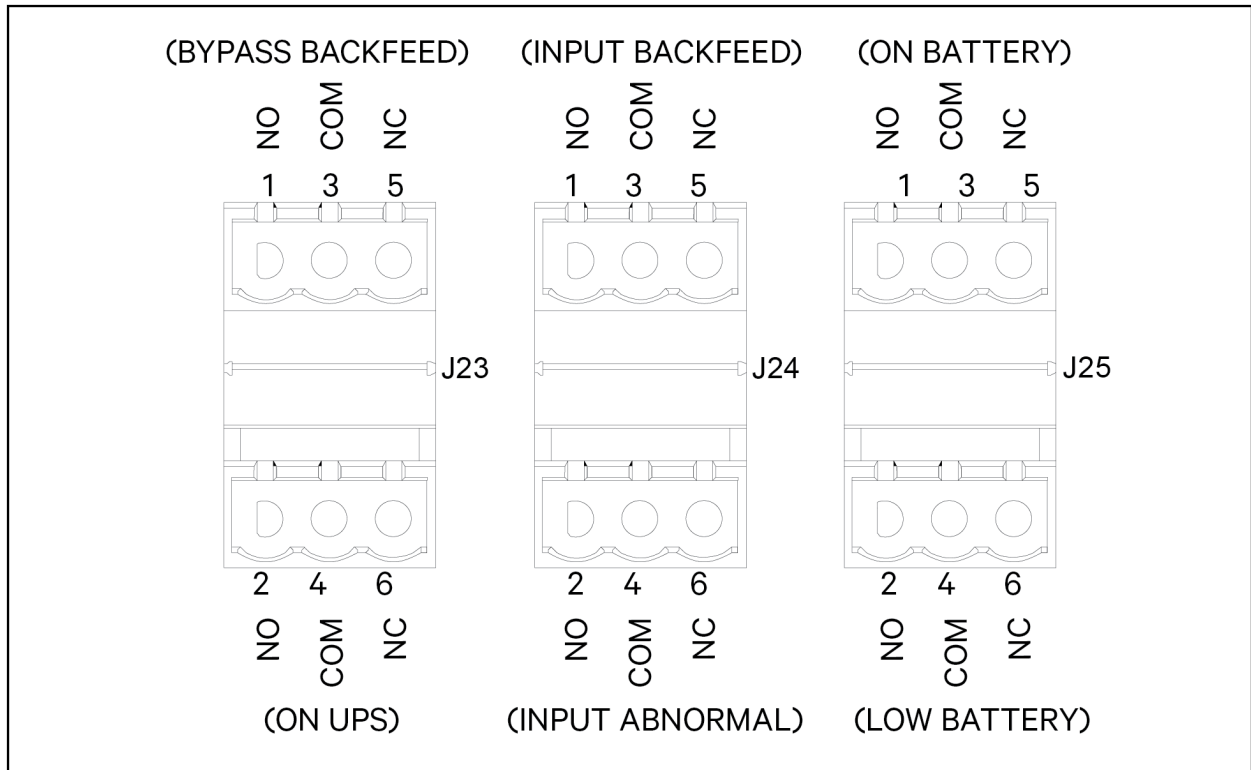 (BYPASS BACKFEED) (INPUT BACKFEED) (ON BATTERY)
NO COM NC NO COM NC NO COM NC
1 3 5 1 3 5 1 3 5
J23 J24 J25
2 4 6 2 4 6 2 4 6
NO COM NC NO COM NC NO COM NC
(ON UPS) (INPUT ABNORMAL) (LOW BATTERY)